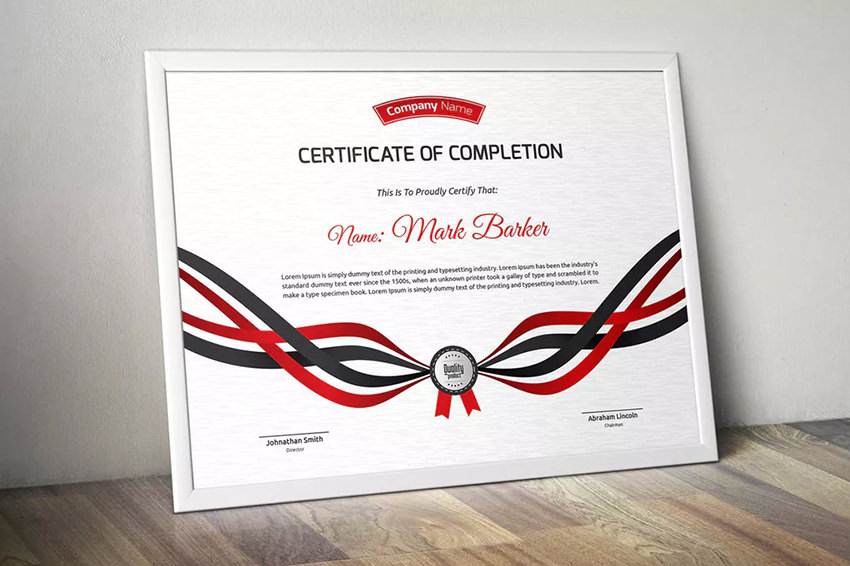 Company Name
CERTIFICATE OF COMPLETION
This Is To Proudly Certify That:
Name: Mark Barker
Lorem Ipsum is simply dummy text of the printing and typesetting industry. Lorem Ipsum has been the industry's
standard dummy text ever since the 1500s, when an unknown printer took a galley of type and scrambled it to
make a type specimen book. Lorem Ipsum is simply dummy text of the printing and typesetting industry. Lorem.
Quality
product
Johnathan Smith
Director
Abraham Lincoln
Chairman